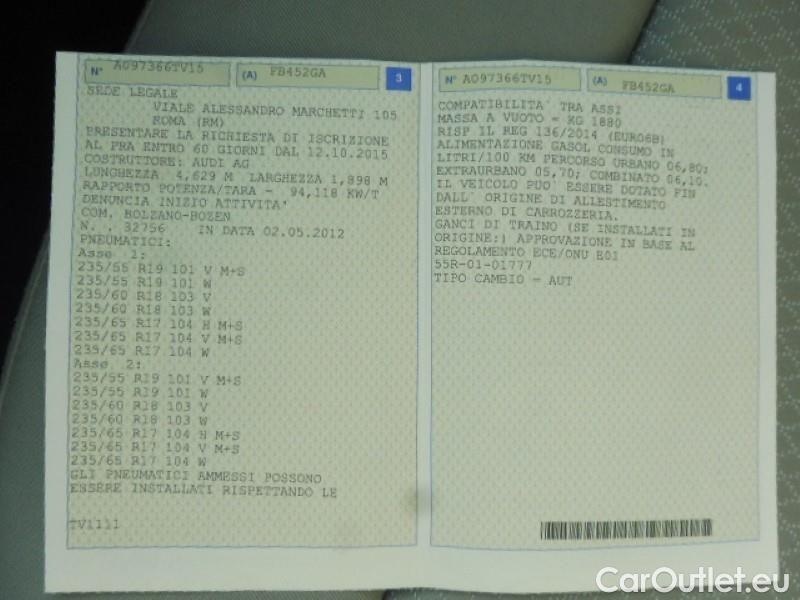 N° A097366TV15 (A) FB452GA 3
SEDE LEGALE
VIALE ALESSANDRO MARCHETTI 105
ROMA (RM)
PRESENTARE LA RICHIESTA DI ISCRIZIONE
AL PRA ENTRO 60 GIORNI DAL 12.10.2015
COSTRUTTORE: AUDI AG
LUNGHEZZA 4,629 M LARGHEZZA 1,898 M
RAPPORTO POTENZA/TARA - 94,118 KW/T
DENUNCIA INIZIO ATTIVITA'
COM. BOLZANO-BOZEN
N. . 32756 IN DATA 02.05.2012
PNEUMATICI:
Asse 1:
235/55 R19 101 V M+S
235/55 R19 101 W
235/60 R18 103 V
235/60 R18 103 W
235/65 R17 104 H M+S
235/65 R17 104 V M+S
235/65 R17 104 W
Asse 2:
235/55 R19 101 V M+S
235/55 R19 101 W
235/60 R18 103 V
235/60 R18 103 W
235/65 R17 104 H M+S
235/65 R17 104 V M+S
235/65 R17 104 W
GLI PNEUMATICI AMMESSI POSSONO
ESSERE INSTALLATI RISPETTANDO LE
TV1111
N° A097366TV15 (A) FB452GA 4
COMPATIBILITA' TRA ASSI
MASSA A VUOTO - KG 1880
RISP IL REG 136/2014 (EURO6B)
ALIMENTAZIONE GASOL CONSUMO IN
LITRI/100 KM PERCORSO URBANO 06,80;
EXTRAURBANO 05,70; COMBINATO 06,10.
IL VEICOLO PUO' ESSERE DOTATO FIN
DALL' ORIGINE DI ALLESTIMENTO
ESTERNO DI CARROZZERIA.
GANCI DI TRAINO (SE INSTALLATI IN
ORIGINE:) APPROVAZIONE IN BASE AL
REGOLAMENTO ECE/ONU E01
55R-01-01777
TIPO CAMBIO - AUT
CarOutlet.eu